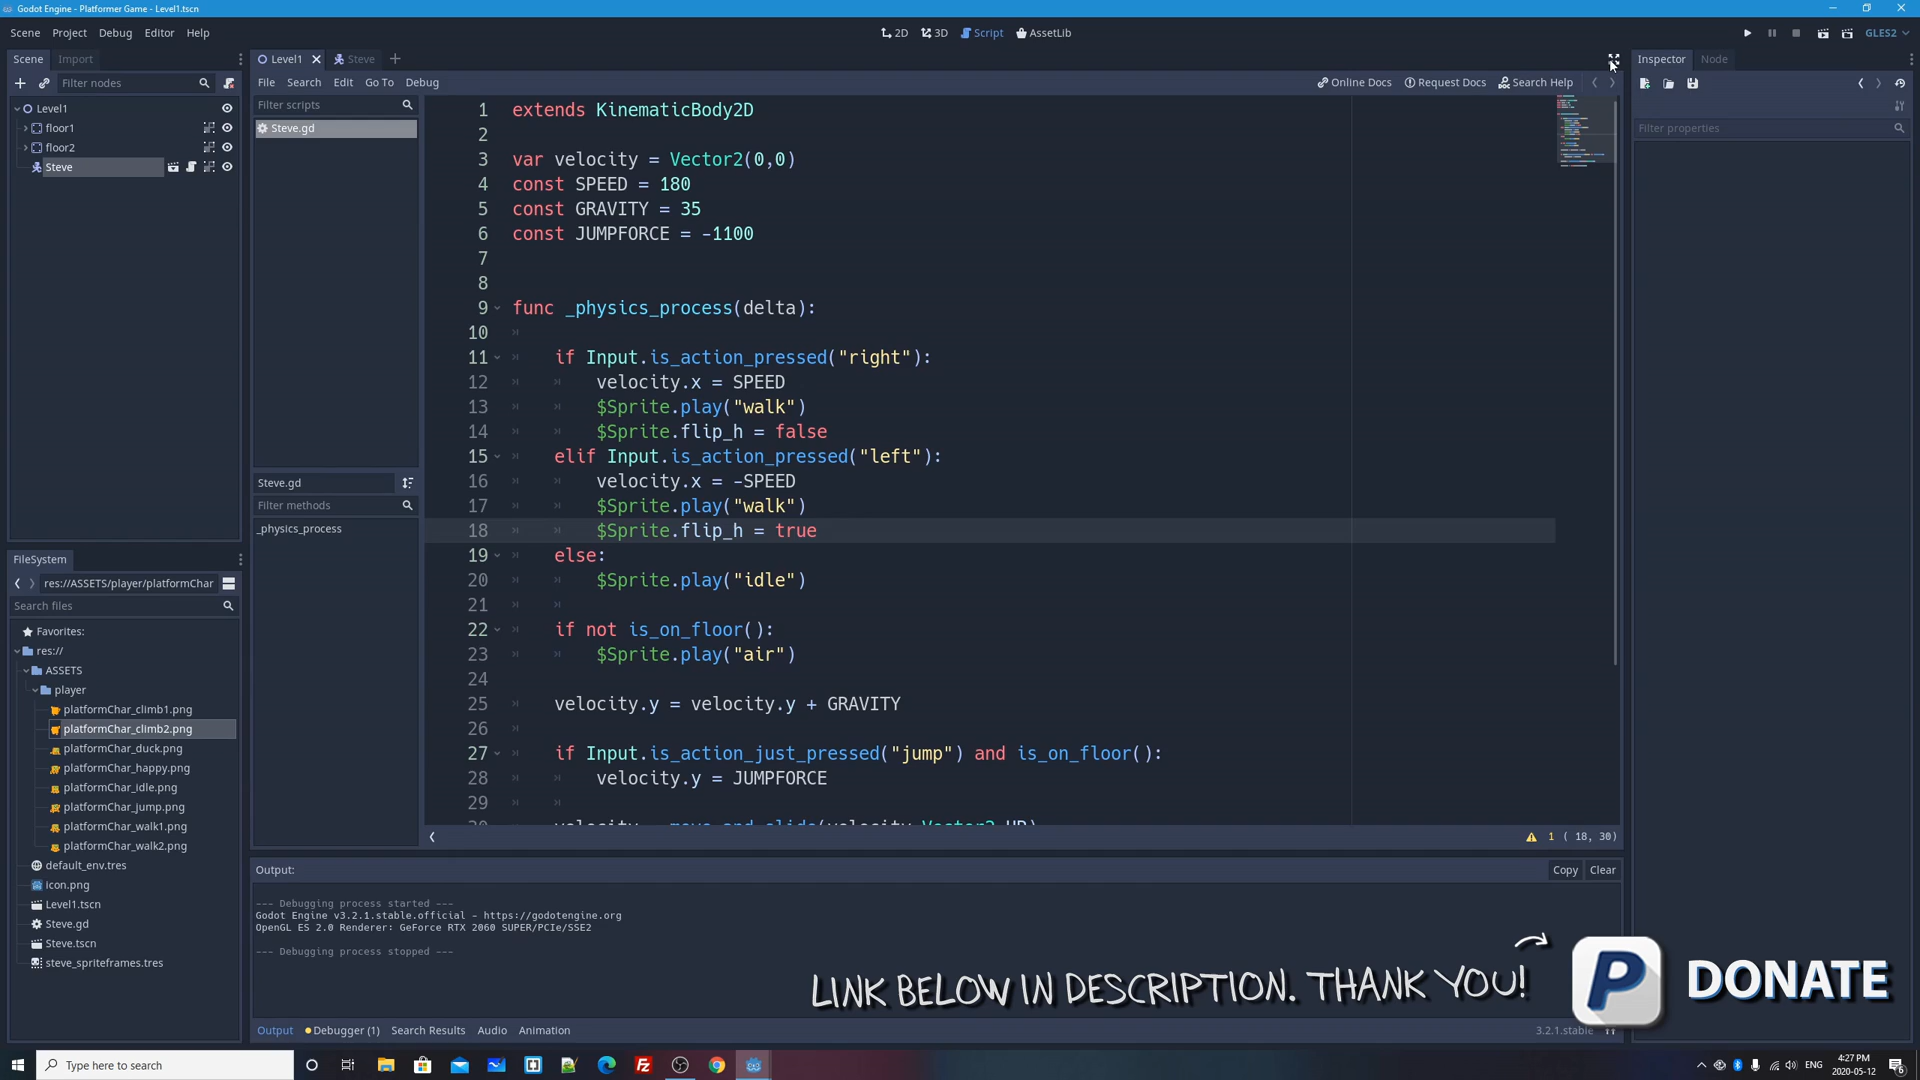 Godot Engine - Platformer Game - Level1.tscn
Scene Project Debug Editor Help
2D 3D Script AssetLib
GLES2
Scene Import
Filter nodes
Level1
floor1
floor2
Steve
Level1 Steve
File Search Edit Go To Debug
Online Docs Request Docs Search Help
Filter scripts
Steve.gd
Steve.gd
Filter methods
_physics_process
1 extends KinematicBody2D
2
3 var velocity = Vector2(0,0)
4 const SPEED = 180
5 const GRAVITY = 35
6 const JUMPFORCE = -1100
7
8
9 func _physics_process(delta):
10
11 if Input.is_action_pressed("right"):
12 velocity.x = SPEED
13 $Sprite.play("walk")
14 $Sprite.flip_h = false
15 elif Input.is_action_pressed("left"):
16 velocity.x = -SPEED
17 $Sprite.play("walk")
18 $Sprite.flip_h = true
19 else:
20 $Sprite.play("idle")
21
22 if not is_on_floor():
23 $Sprite.play("air")
24
25 velocity.y = velocity.y + GRAVITY
26
27 if Input.is_action_just_pressed("jump") and is_on_floor():
28 velocity.y = JUMPFORCE
29
30 velocity = move_and_slide(velocity,Vector2.UP)
1 ( 18, 30)
Inspector Node
Filter properties
FileSystem
res://ASSETS/player/platformChar
Search files
Favorites:
res://
ASSETS
player
platformChar_climb1.png
platformChar_climb2.png
platformChar_duck.png
platformChar_happy.png
platformChar_idle.png
platformChar_jump.png
platformChar_walk1.png
platformChar_walk2.png
default_env.tres
icon.png
Level1.tscn
Steve.gd
Steve.tscn
steve_spriteframes.tres
Output:
Copy Clear
--- Debugging process started ---
Godot Engine v3.2.1.stable.official - https://godotengine.org
OpenGL ES 2.0 Renderer: GeForce RTX 2060 SUPER/PCIe/SSE2
--- Debugging process stopped ---
LINK BELOW IN DESCRIPTION. THANK YOU!
DONATE
Output Debugger (1) Search Results Audio Animation
3.2.1.stable
Type here to search
ENG
4:27 PM
2020-05-12
6